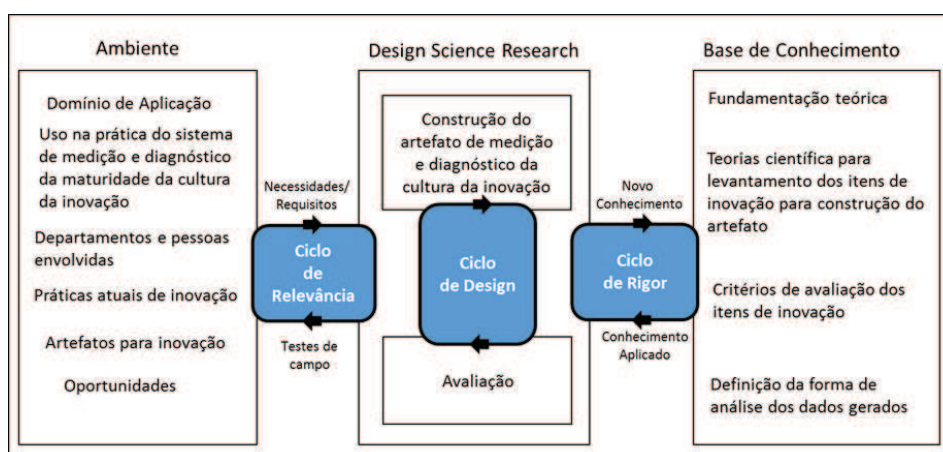 Ambiente
Domínio de Aplicação
Uso na prática do sistema
de medição e diagnóstico
da maturidade da cultura
da inovação
Departamentos e pessoas
envolvidas
Práticas atuais de inovação
Artefatos para inovação
Oportunidades
Necessidades/
Requisitos
Ciclo
de
Relevância
Testes de
campo
Design Science Research
Construção do
artefato de medição
e diagnóstico da
cultura da inovação
Ciclo
de Design
Avaliação
Novo
Conhecimento
Ciclo
de Rigor
Conhecimento
Aplicado
Base de Conhecimento
Fundamentação teórica
Teorias científica para
levantamento dos itens de
inovação para construção do
artefato
Critérios de avaliação dos
itens de inovação
Definição da forma de
análise dos dados gerados